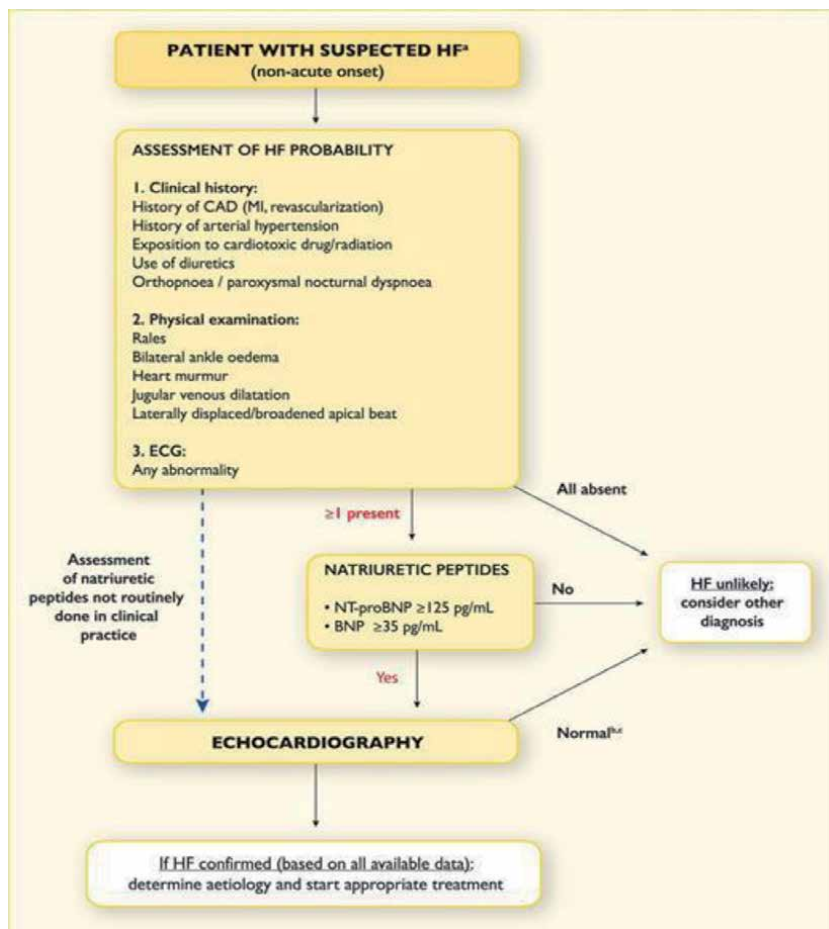 PATIENT WITH SUSPECTED HFᵃ
(non-acute onset)
ASSESSMENT OF HF PROBABILITY
1. Clinical history:
History of CAD (MI, revascularization)
History of arterial hypertension
Exposition to cardiotoxic drug/radiation
Use of diuretics
Orthopnoea / paroxysmal nocturnal dyspnoea
2. Physical examination:
Rales
Bilateral ankle oedema
Heart murmur
Jugular venous dilatation
Laterally displaced/broadened apical beat
3. ECG:
Any abnormality
≥1 present
All absent
Assessment
of natriuretic
peptides not routinely
done in clinical
practice
NATRIURETIC PEPTIDES
• NT-proBNP ≥125 pg/mL
• BNP ≥35 pg/mL
No
HF unlikely:
consider other
diagnosis
Yes
Normalᵇ,ᶜ
ECHOCARDIOGRAPHY
If HF confirmed (based on all available data):
determine aetiology and start appropriate treatment